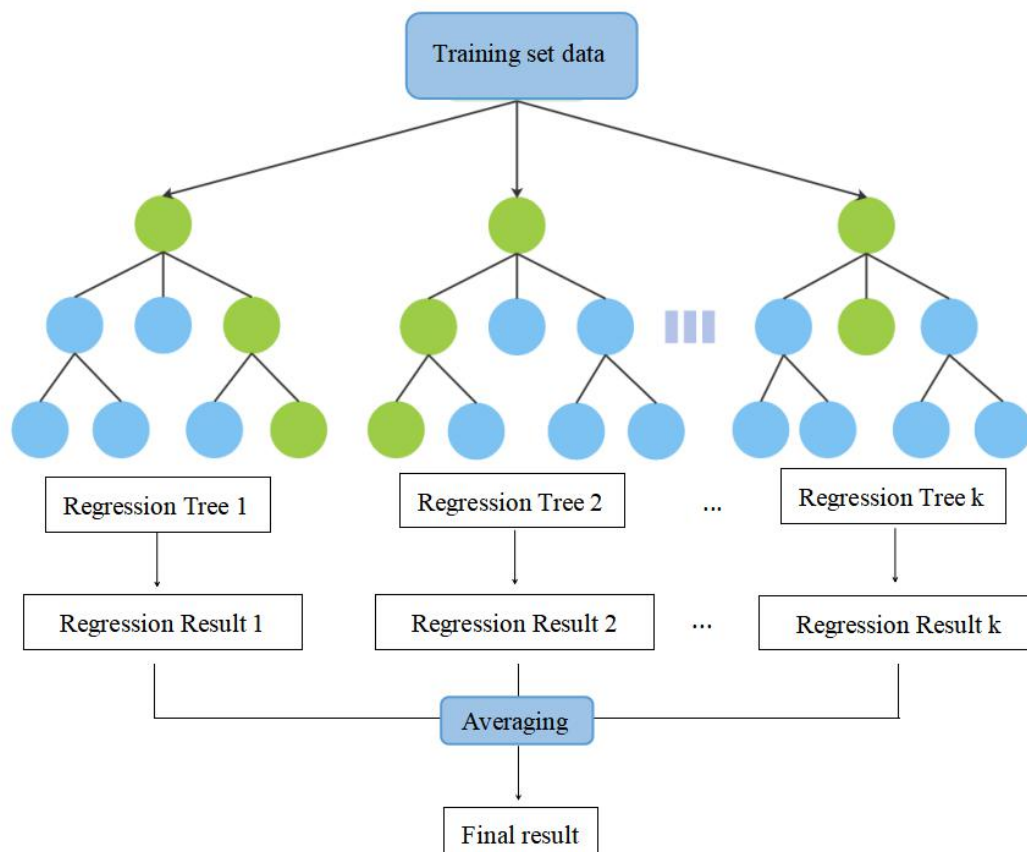 Training set data
Regression Tree 1
Regression Tree 2
...
Regression Tree k
Regression Result 1
Regression Result 2
...
Regression Result k
Averaging
Final result